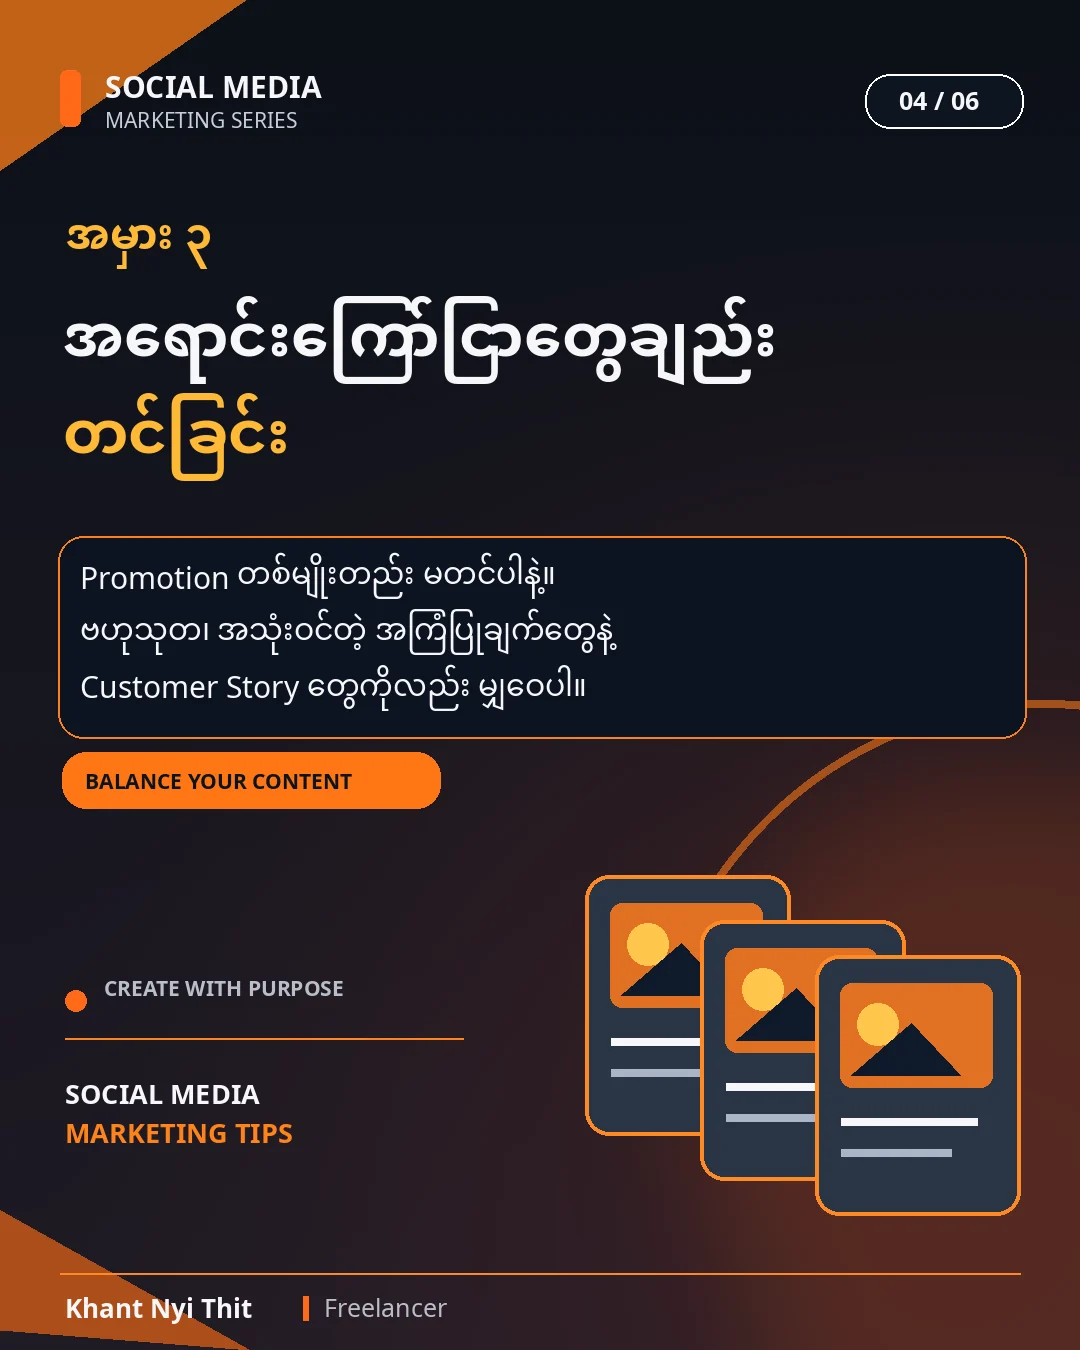 SOCIAL MEDIA
MARKETING SERIES
04 / 06
အမှား ၃
အရောင်းကြော်ငြာတွေချည်း
တင်ခြင်း
Promotion တစ်မျိုးတည်း မတင်ပါနဲ့။
ဗဟုသုတ၊ အသုံးဝင်တဲ့ အကြံပြုချက်တွေနဲ့
Customer Story တွေကိုလည်း မျှဝေပါ။
BALANCE YOUR CONTENT
CREATE WITH PURPOSE
SOCIAL MEDIA
MARKETING TIPS
Khant Nyi Thit
Freelancer